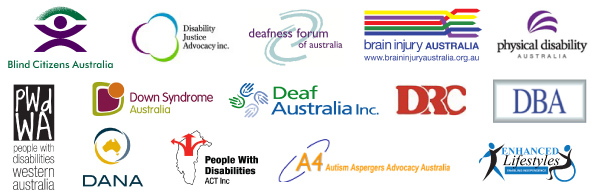 Blind Citizens Australia
Disability
Justice
Advocacy inc.
deafness forum
of australia
brain injury AUSTRALIA
www.braininjuryaustralia.org.au
physical disability
AUSTRALIA
PWd
WA
people with
disabilities
western
australia
Down Syndrome
Australia
Deaf
Australia Inc.
DRC
DBA
DANA
People With
Disabilities
ACT Inc
A4 Autism Aspergers Advocacy Australia
ENHANCED
Lifestyles